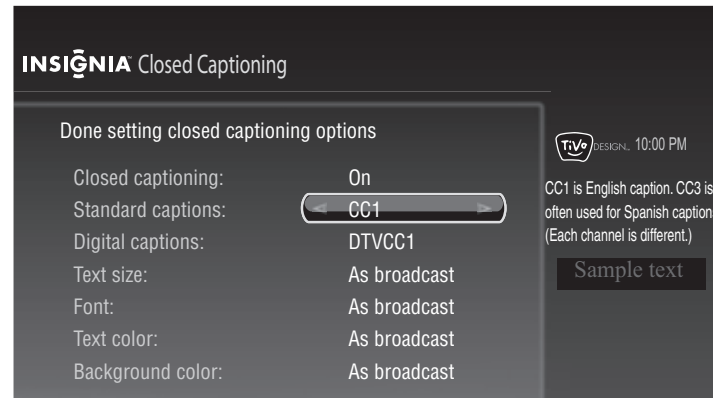 INSIGNIA™ Closed Captioning
Done setting closed captioning options
Closed captioning: On
Standard captions: CC1
Digital captions: DTVCC1
Text size: As broadcast
Font: As broadcast
Text color: As broadcast
Background color: As broadcast
TiVo DESIGN™ 10:00 PM
CC1 is English caption. CC3 is
often used for Spanish caption
(Each channel is different.)
Sample text